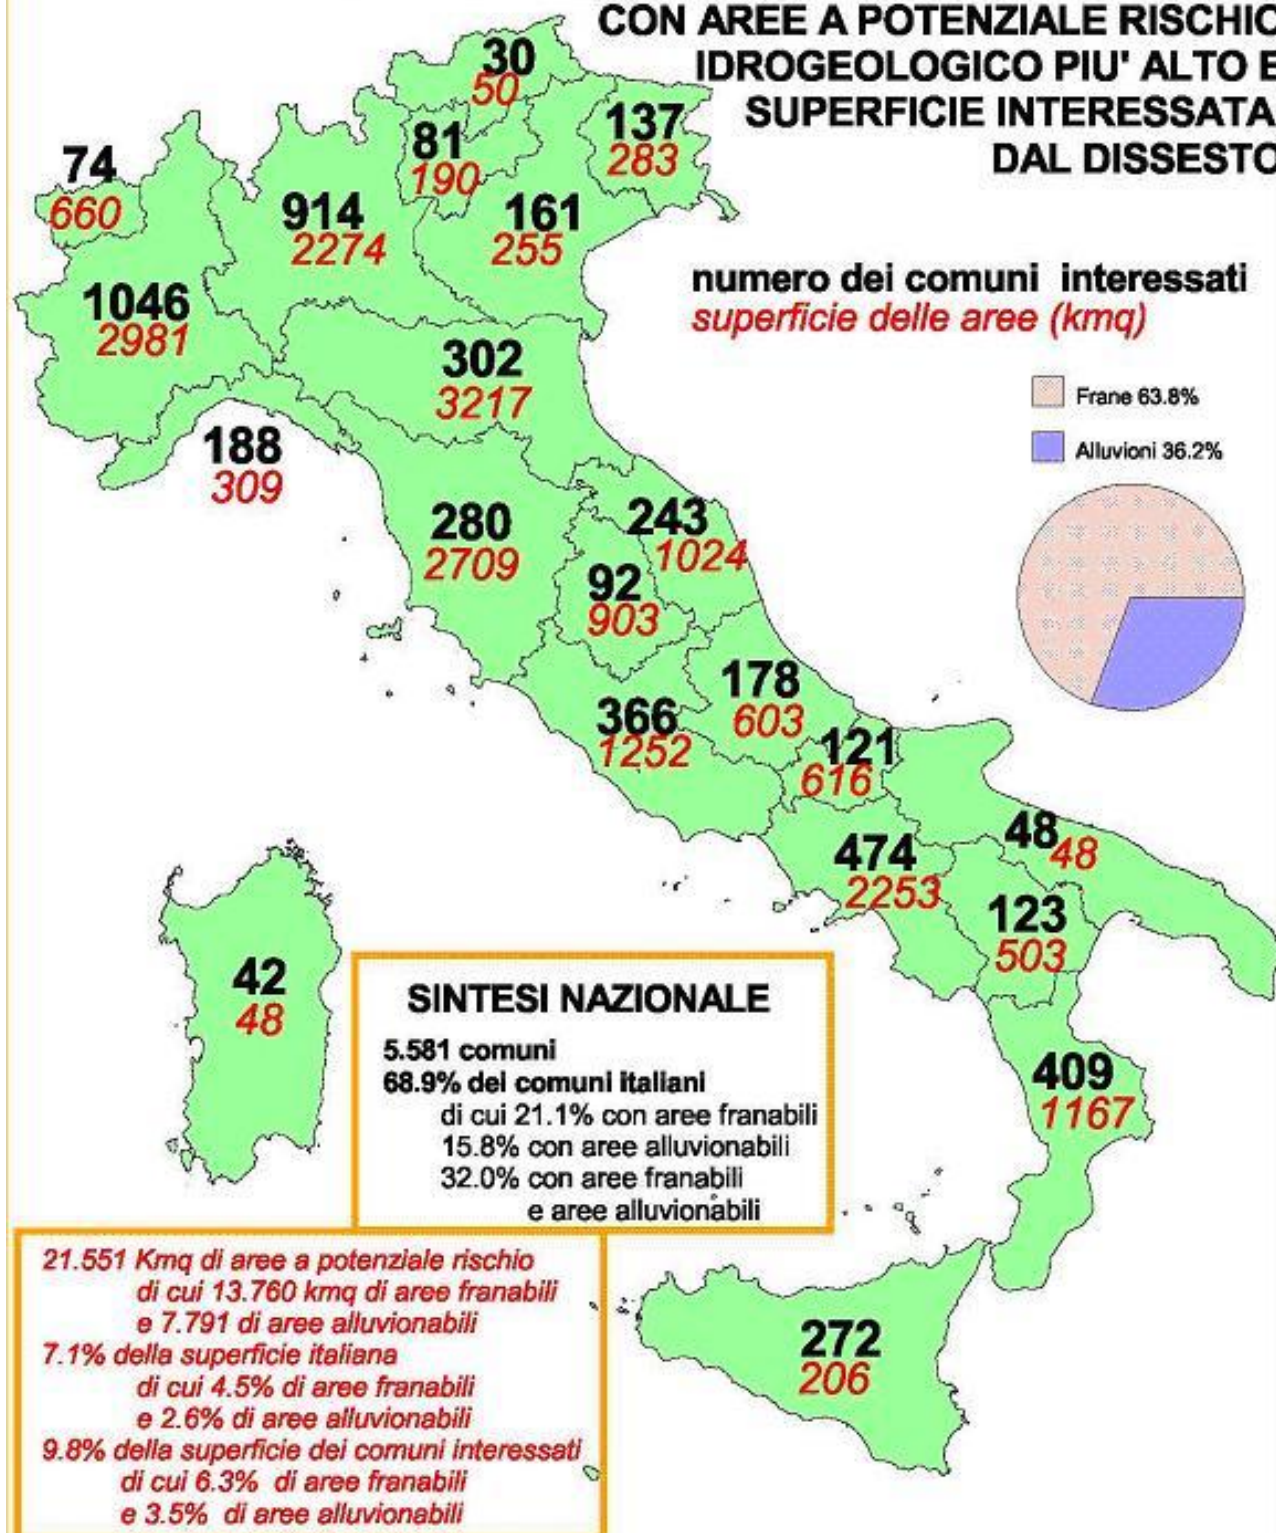 CON AREE A POTENZIALE RISCHIO
IDROGEOLOGICO PIU' ALTO E
SUPERFICIE INTERESSATA
DAL DISSESTO
30
50
137
283
81
190
74
660
914
2274
161
255
numero dei comuni interessati
superficie delle aree (kmq)
1046
2981
302
3217
Frane 63.8%
Alluvioni 36.2%
188
309
280
2709
243
1024
92
903
178
603
366
1252
121
616
48
48
474
2253
123
503
42
48
SINTESI NAZIONALE
5.581 comuni
68.9% dei comuni italiani
di cui 21.1% con aree franabili
15.8% con aree alluvionabili
32.0% con aree franabili
e aree alluvionabili
409
1167
21.551 Kmq di aree a potenziale rischio
di cui 13.760 kmq di aree franabili
e 7.791 di aree alluvionabili
7.1% della superficie italiana
di cui 4.5% di aree franabili
e 2.6% di aree alluvionabili
9.8% della superficie dei comuni interessati
di cui 6.3% di aree franabili
e 3.5% di aree alluvionabili
272
206